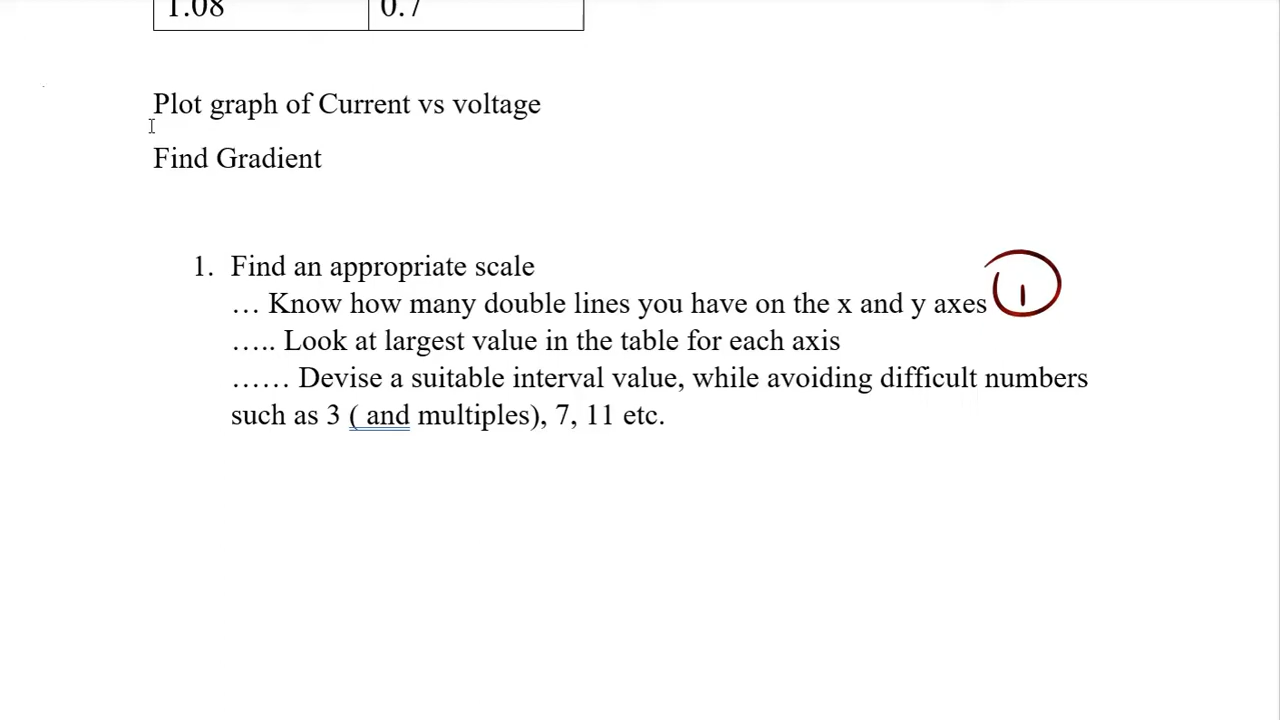 1.08 0.7
Plot graph of Current vs voltage
Find Gradient
1. Find an appropriate scale
… Know how many double lines you have on the x and y axes 1
….. Look at largest value in the table for each axis
…… Devise a suitable interval value, while avoiding difficult numbers
such as 3 ( and multiples), 7, 11 etc.